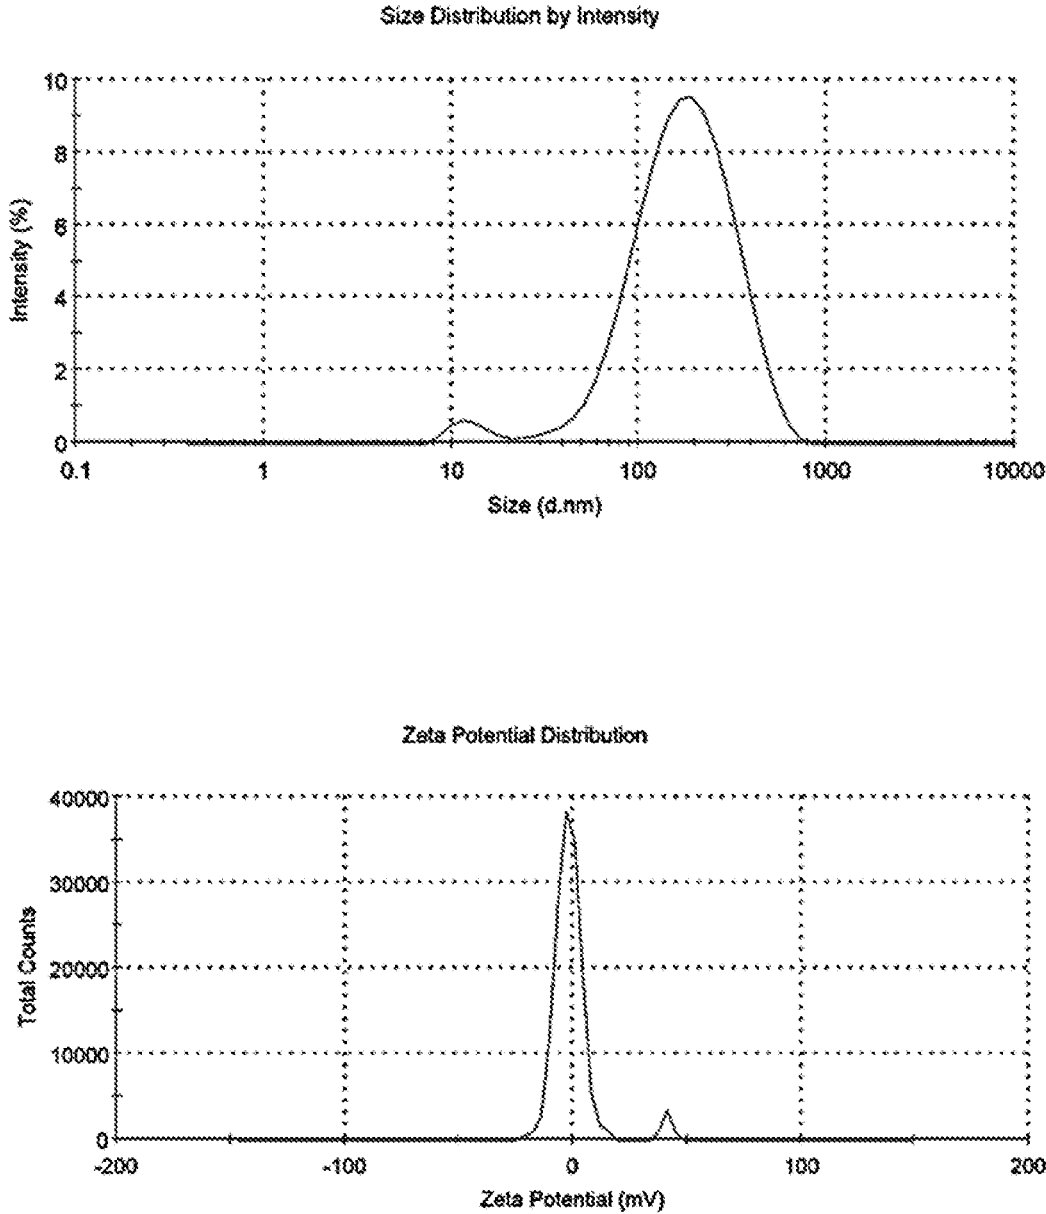 Size Distribution by Intensity
10
8
6
4
2
0
Intensity (%)
0.1 1 10 100 1000 10000
Size (d.nm)
Zeta Potential Distribution
40000
30000
20000
10000
0
Total Counts
-200 -100 0 100 200
Zeta Potential (mV)